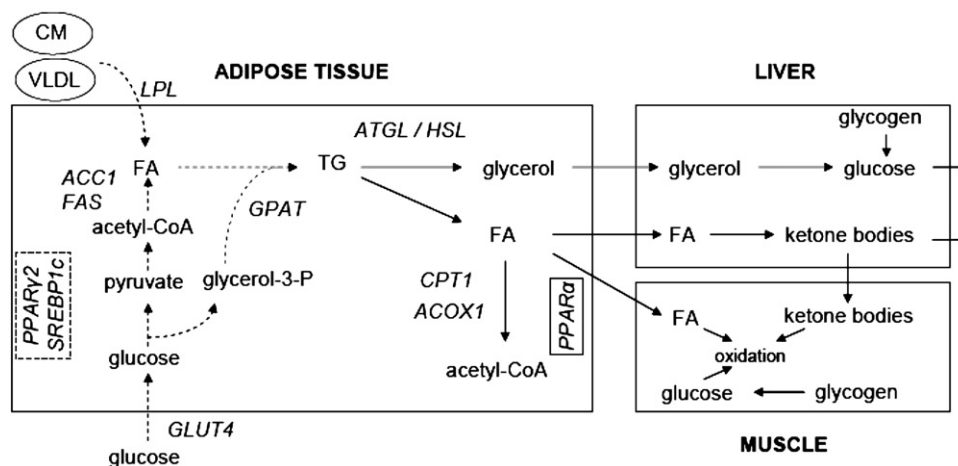 CM
VLDL
LPL
ADIPOSE TISSUE
LIVER
ATGL / HSL
glycogen
FA
TG
glycerol
glycerol
glucose
ACC1
FAS
GPAT
acetyl-CoA
FA
FA
ketone bodies
PPARγ2
SREBP1c
pyruvate
glycerol-3-P
CPT1
ACOX1
PPARα
FA
ketone bodies
oxidation
glucose
acetyl-CoA
glucose
glycogen
GLUT4
glucose
MUSCLE